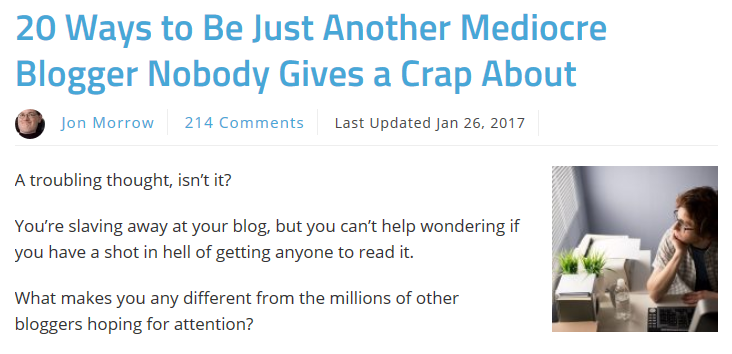 20 Ways to Be Just Another Mediocre
Blogger Nobody Gives a Crap About
Jon Morrow 214 Comments Last Updated Jan 26, 2017
A troubling thought, isn’t it?
You’re slaving away at your blog, but you can’t help wondering if
you have a shot in hell of getting anyone to read it.
What makes you any different from the millions of other
bloggers hoping for attention?